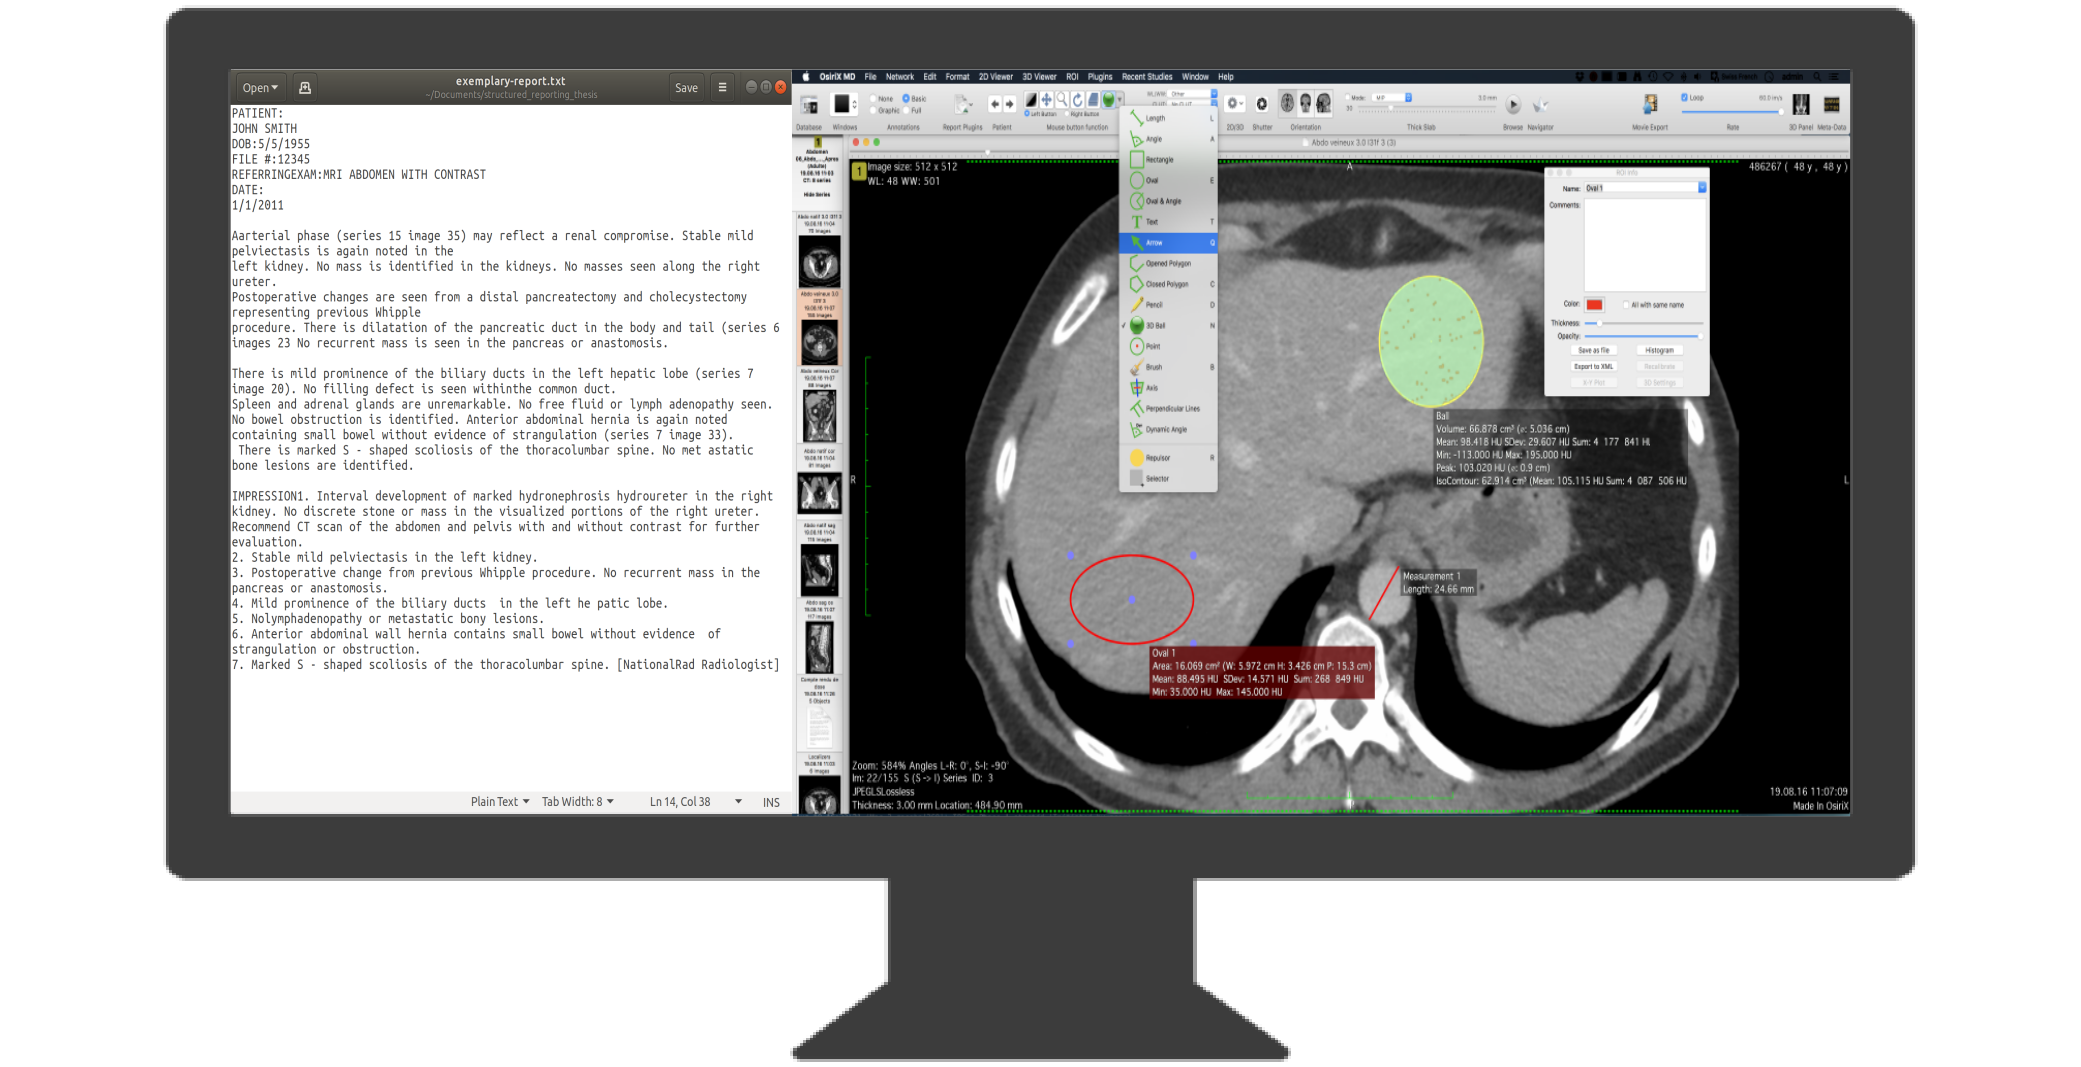 Open
exemplary-report.txt
~/Documents/structured_reporting_thesis
Save
PATIENT:
JOHN SMITH
DOB:5/5/1955
FILE #:12345
REFERRINGEXAM:MRI ABDOMEN WITH CONTRAST
DATE:
1/1/2011
Aarterial phase (series 15 image 35) may reflect a renal compromise. Stable mild
pelviectasis is again noted in the
left kidney. No mass is identified in the kidneys. No masses seen along the right
ureter.
Postoperative changes are seen from a distal pancreatectomy and cholecystectomy
representing previous Whipple
procedure. There is dilatation of the pancreatic duct in the body and tail (series 6
images 23 No recurrent mass is seen in the pancreas or anastomosis.
There is mild prominence of the biliary ducts in the left hepatic lobe (series 7
image 20). No filling defect is seen withinthe common duct.
Spleen and adrenal glands are unremarkable. No free fluid or lymph adenopathy seen.
No bowel obstruction is identified. Anterior abdominal hernia is again noted
containing small bowel without evidence of strangulation (series 7 image 33).
There is marked S - shaped scoliosis of the thoracolumbar spine. No met astatic
bone lesions are identified.
IMPRESSION1. Interval development of marked hydronephrosis hydroureter in the right
kidney. No discrete stone or mass in the visualized portions of the right ureter.
Recommend CT scan of the abdomen and pelvis with and without contrast for further
evaluation.
2. Stable mild pelviectasis in the left kidney.
3. Postoperative change from previous Whipple procedure. No recurrent mass in the
pancreas or anastomosis.
4. Mild prominence of the biliary ducts  in the left he patic lobe.
5. Nolymphadenopathy or metastatic bony lesions.
6. Anterior abdominal wall hernia contains small bowel without evidence  of
strangulation or obstruction.
7. Marked S - shaped scoliosis of the thoracolumbar spine. [NationalRad Radiologist]
Plain Text Tab Width: 8 Ln 14, Col 38 INS
OsiriX MD File Network Edit Format 2D Viewer 3D Viewer ROI Plugins Recent Studies Window Help
None Basic
Graphic Full
Left Button Right Button
Mode:
Loop
Database Windows Annotations Report Plugins Patient Mouse button function 2D/3D Shutter Orientation Thick Slab Browse Navigator Movie Export Rate 3D Panel Meta-Data
Abdo veineux 3.0 I31f 3 (3)
1
Abdomen
Hide Series
1
Image size: 512 x 512
WL: 48 WW: 501
A
486267 ( 48 y , 48 y )
R
L
Length L
Angle A
Rectangle
Oval E
Oval & Angle
Text T
Arrow Q
Opened Polygon
Closed Polygon C
Pencil D
3D Ball N
Point
Brush B
Axis
Perpendicular Lines
Dynamic Angle
Repulsor R
Selector
ROI Info
Name: Oval 1
Comments:
Color: All with same name
Thickness:
Opacity:
Save as file Histogram
Export to XML Recalibrate
X-Y Plot 3D Settings
Ball
Volume: 66.878 cm³ (⌀: 5.036 cm)
Mean: 98.418 HU SDev: 29.607 HU Sum: 4 177 841 H
Min: -113.000 HU Max: 195.000 HU
Peak: 103.020 HU (⌀: 0.9 cm)
IsoContour: 62.914 cm³ (Mean: 105.115 HU Sum: 4 087 506 HU
Measurement 1
Length: 24.66 mm
Oval 1
Area: 16.069 cm² (W: 5.972 cm H: 3.426 cm P: 15.3 cm)
Mean: 88.495 HU SDev: 14.571 HU Sum: 268 849 HU
Min: 35.000 HU Max: 145.000 HU
Zoom: 584% Angles L-R: 0°, S-I: -90°
Im: 22/155 S (S -> I) Series ID: 3
JPEGLSLossless
Thickness: 3.00 mm Location: 484.90 mm
19.08.16 11:07:09
Made In OsiriX